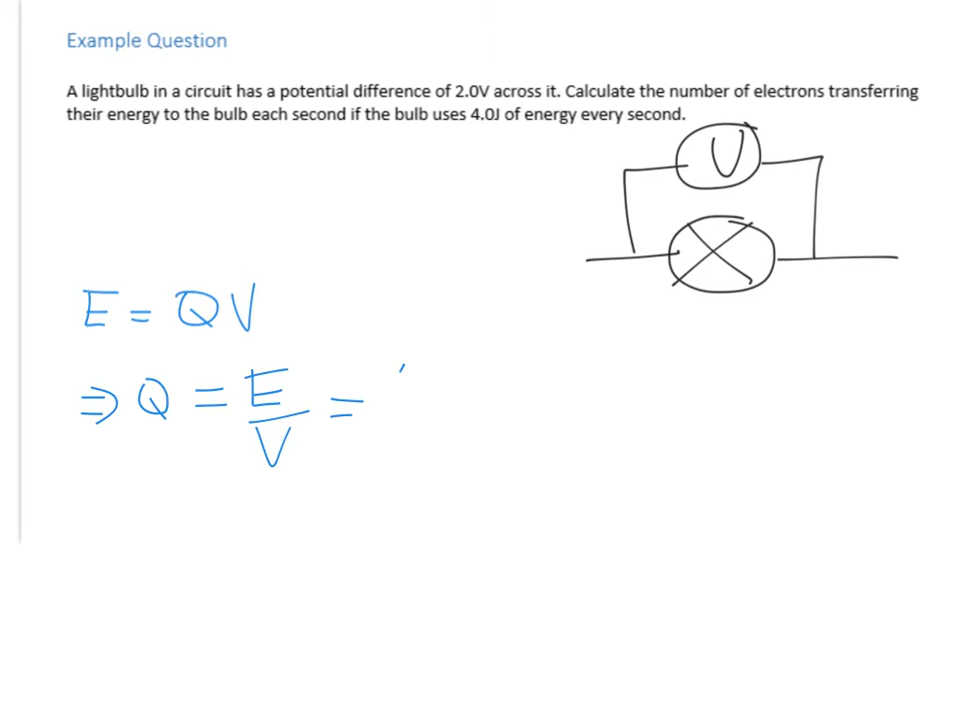 Example Question
A lightbulb in a circuit has a potential difference of 2.0V across it. Calculate the number of electrons transferring
their energy to the bulb each second if the bulb uses 4.0J of energy every second.
V
E = QV
⇒ Q = E/V =